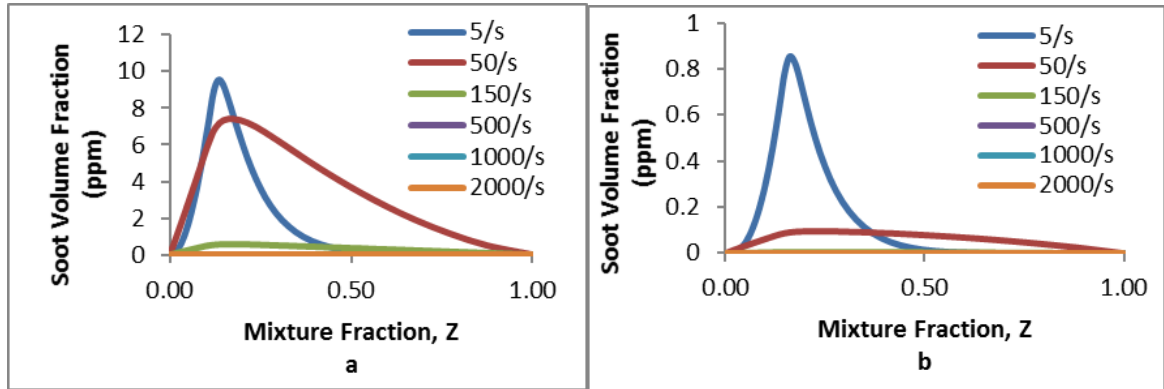 Soot Volume Fraction
(ppm)
12
10
8
6
4
2
0
0.00
0.50
1.00
5/s
50/s
150/s
500/s
1000/s
2000/s
Mixture Fraction, Z
a
Soot Volume Fraction
(ppm)
1
0.8
0.6
0.4
0.2
0
0.00
0.50
1.00
5/s
50/s
150/s
500/s
1000/s
2000/s
Mixture Fraction, Z
b